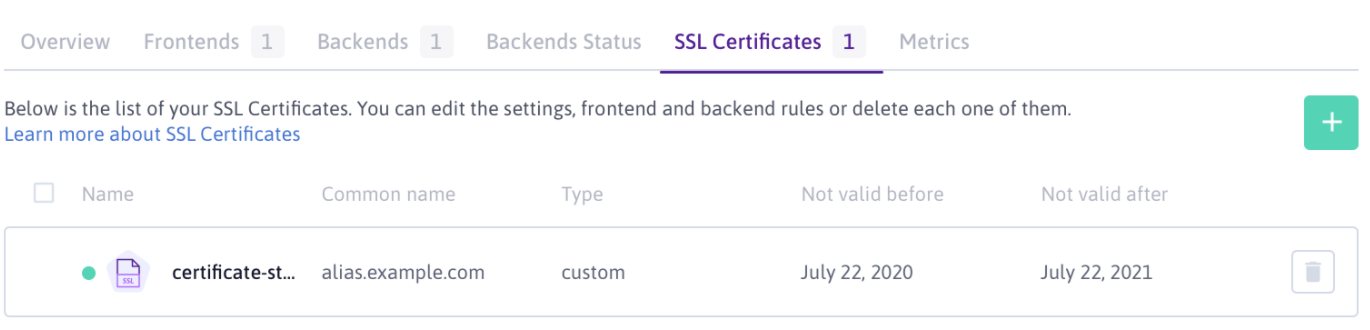 Overview Frontends 1 Backends 1 Backends Status SSL Certificates 1 Metrics
Below is the list of your SSL Certificates. You can edit the settings, frontend and backend rules or delete each one of them.
Learn more about SSL Certificates
+
Name Common name Type Not valid before Not valid after
SSL certificate-st... alias.example.com custom July 22, 2020 July 22, 2021